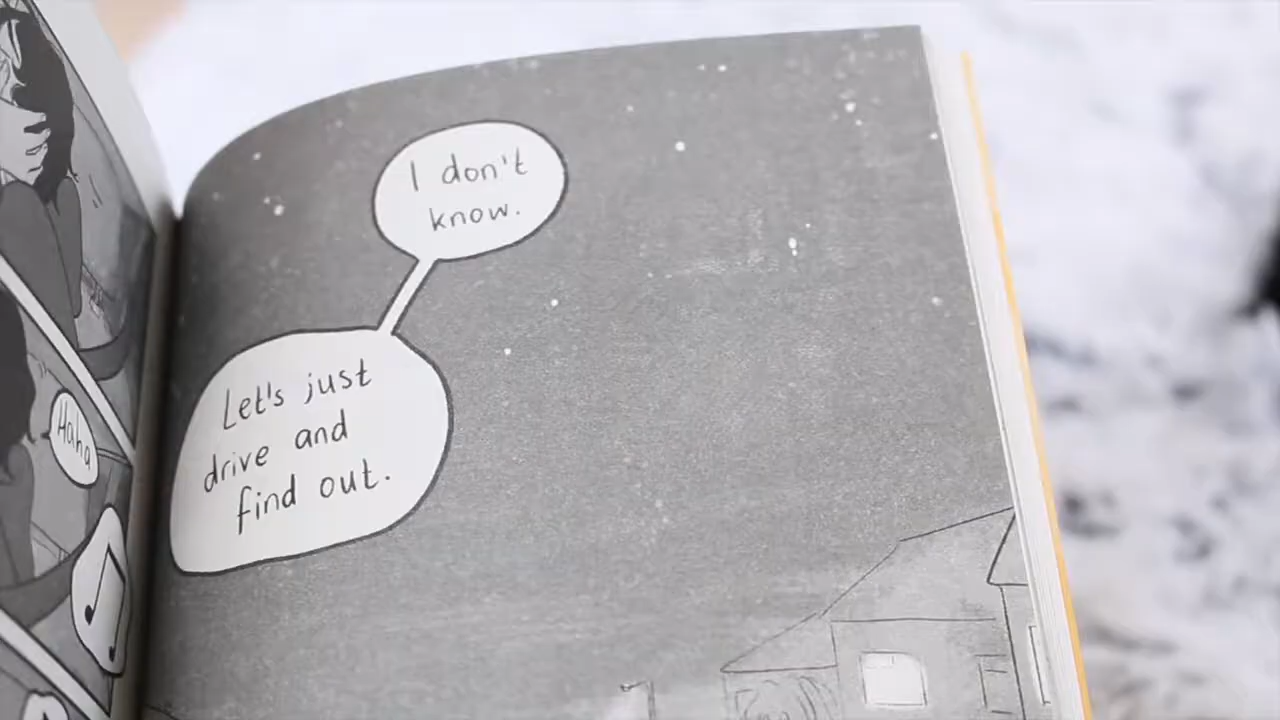 Haha
I don't
know.
Let's just
drive and
find out.